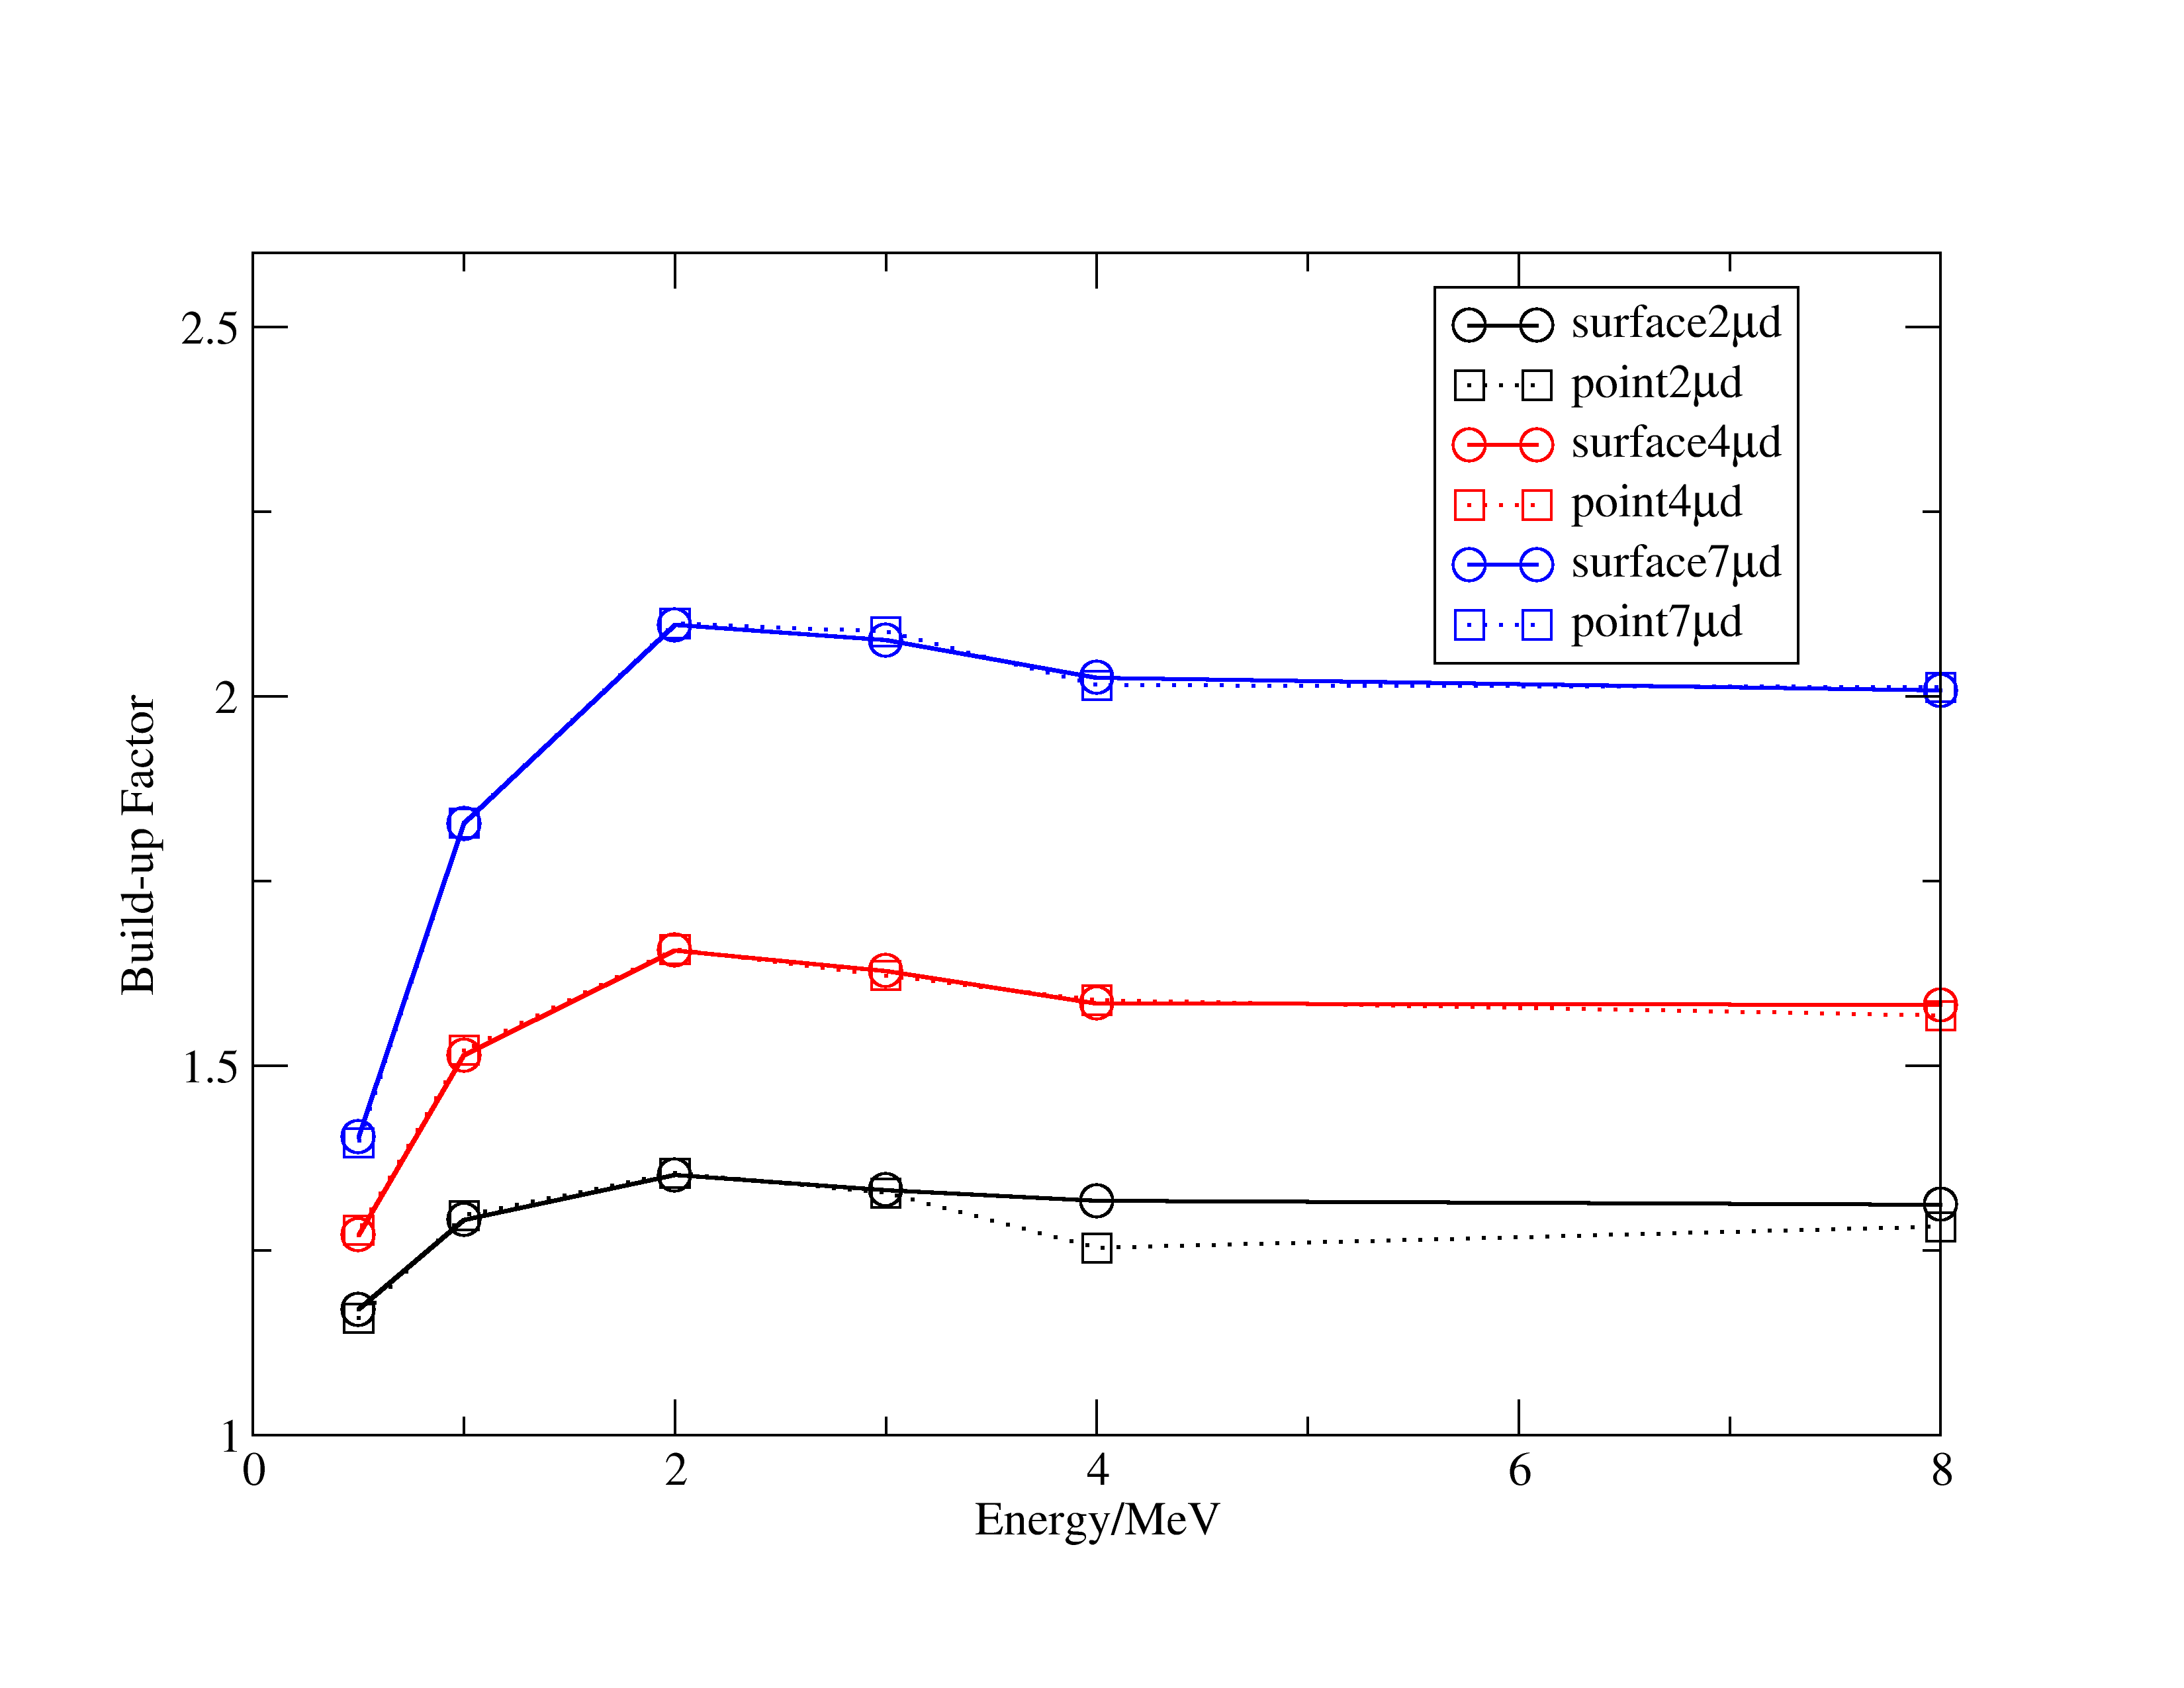 surface2μd
point2μd
surface4μd
point4μd
surface7μd
point7μd
2.5
2
1.5
1
Build-up Factor
0 2 4 6 8
Energy/MeV